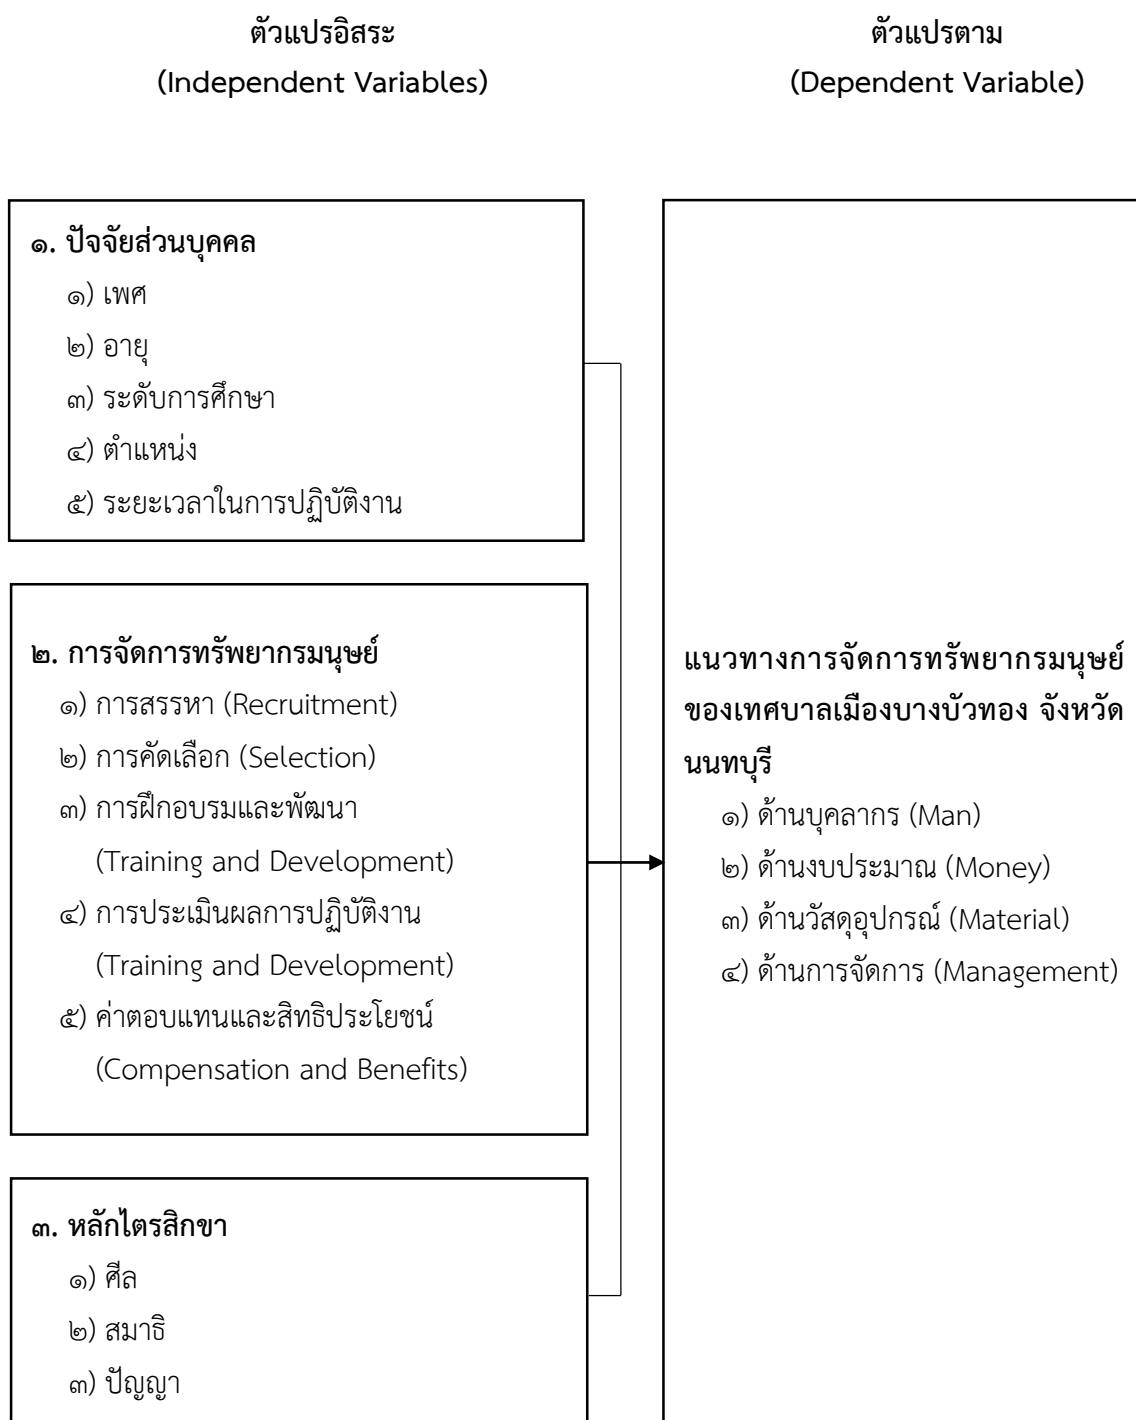 ตัวแปรอิสระ
(Independent Variables)
ตัวแปรตาม
(Dependent Variable)
๑. ปัจจัยส่วนบุคคล
๑) เพศ
๒) อายุ
๓) ระดับการศึกษา
๔) ตำแหน่ง
๕) ระยะเวลาในการปฏิบัติงาน
๒. การจัดการทรัพยากรมนุษย์
๑) การสรรหา (Recruitment)
๒) การคัดเลือก (Selection)
๓) การฝึกอบรมและพัฒนา
(Training and Development)
๔) การประเมินผลการปฏิบัติงาน
(Training and Development)
๕) ค่าตอบแทนและสิทธิประโยชน์
(Compensation and Benefits)
๓. หลักไตรสิกขา
๑) ศีล
๒) สมาธิ
๓) ปัญญา
แนวทางการจัดการทรัพยากรมนุษย์
ของเทศบาลเมืองบางบัวทอง จังหวัด
นนทบุรี
๑) ด้านบุคลากร (Man)
๒) ด้านงบประมาณ (Money)
๓) ด้านวัสดุอุปกรณ์ (Material)
๔) ด้านการจัดการ (Management)